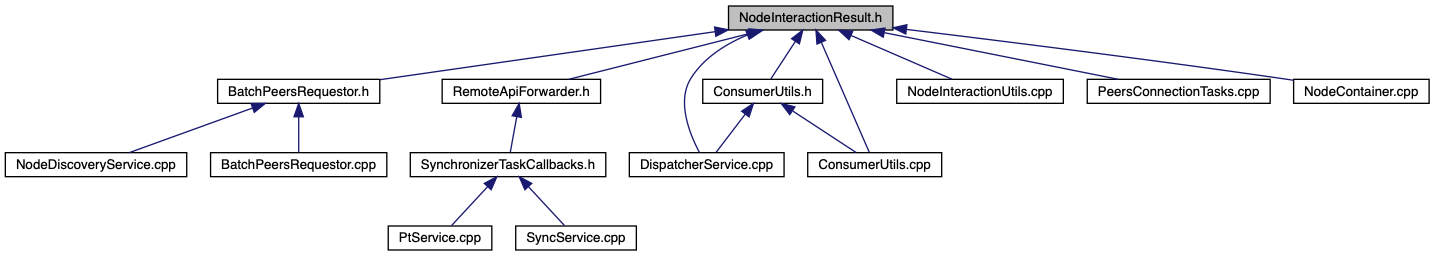 NodeInteractionResult.h
BatchPeersRequestor.h
RemoteApiForwarder.h
ConsumerUtils.h
NodeInteractionUtils.cpp
PeersConnectionTasks.cpp
NodeContainer.cpp
NodeDiscoveryService.cpp
BatchPeersRequestor.cpp
SynchronizerTaskCallbacks.h
DispatcherService.cpp
ConsumerUtils.cpp
PtService.cpp
SyncService.cpp